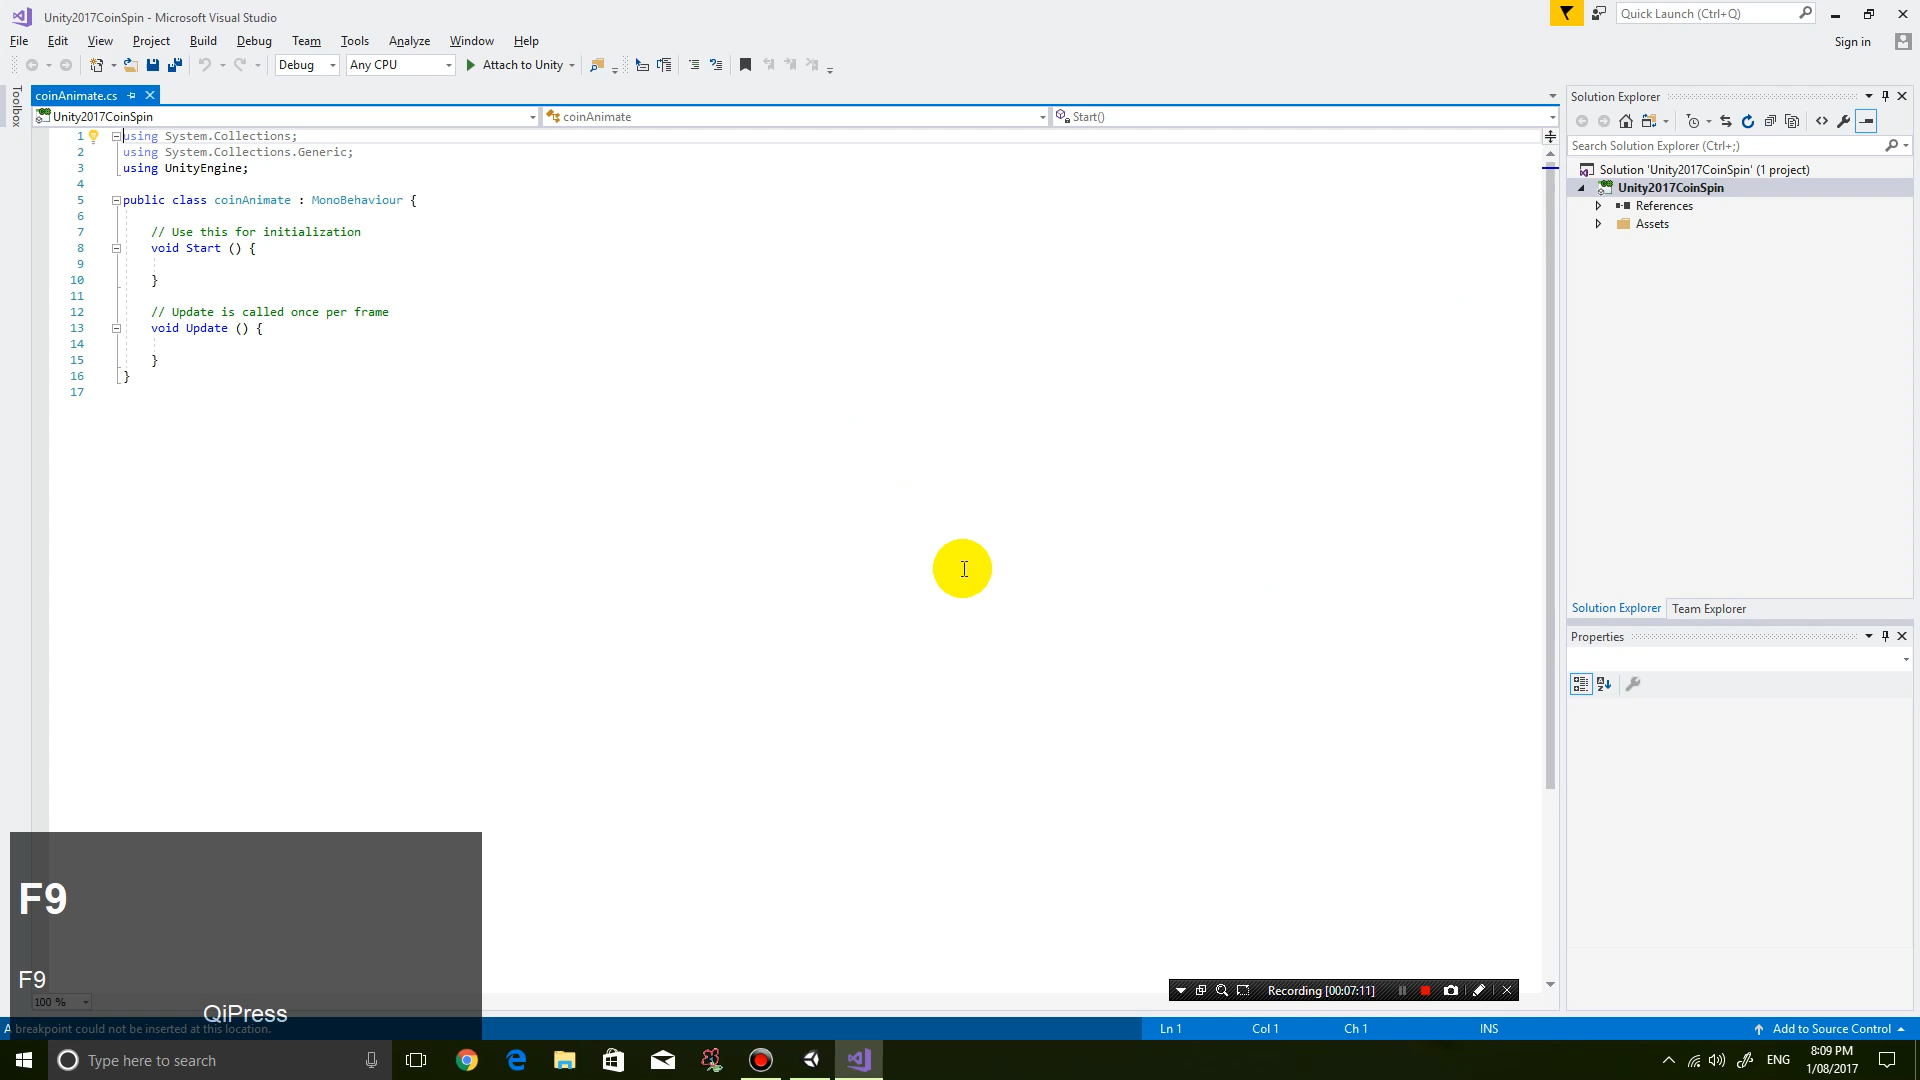 Unity2017CoinSpin - Microsoft Visual Studio
Quick Launch (Ctrl+Q)
File Edit View Project Build Debug Team Tools Analyze Window Help
Sign in
Debug Any CPU Attach to Unity
Toolbox
coinAnimate.cs
Unity2017CoinSpin coinAnimate Start()
1 using System.Collections;
2 using System.Collections.Generic;
3 using UnityEngine;
4
5 public class coinAnimate : MonoBehaviour {
6
7 // Use this for initialization
8 void Start () {
9
10 }
11
12 // Update is called once per frame
13 void Update () {
14
15 }
16 }
17
Solution Explorer
Search Solution Explorer (Ctrl+;)
Solution 'Unity2017CoinSpin' (1 project)
Unity2017CoinSpin
References
Assets
Solution Explorer Team Explorer
Properties
F9
F9
QiPress
100 %
Recording [00:07:11]
A breakpoint could not be inserted at this location.
Ln 1 Col 1 Ch 1 INS
Add to Source Control
Type here to search
ENG
8:09 PM
1/08/2017